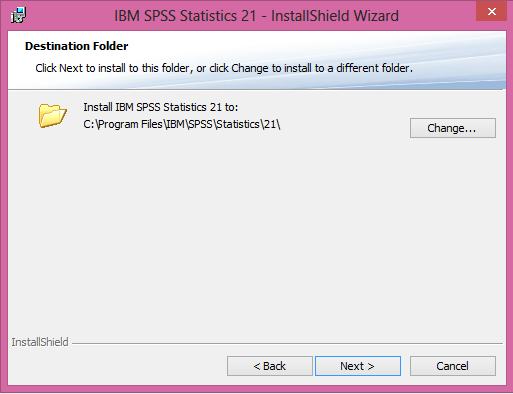 IBM SPSS Statistics 21 - InstallShield Wizard
Destination Folder
Click Next to install to this folder, or click Change to install to a different folder.
Install IBM SPSS Statistics 21 to:
C:\Program Files\IBM\SPSS\Statistics\21\
Change...
InstallShield
< Back
Next >
Cancel